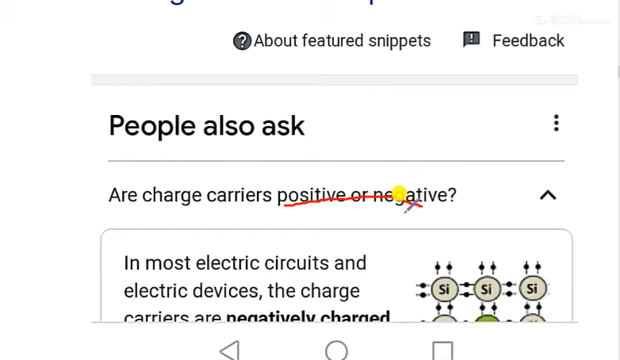 About featured snippets
Feedback
People also ask
Are charge carriers positive or negative?
In most electric circuits and
electric devices, the charge
carriers are negatively charged
Si Si Si